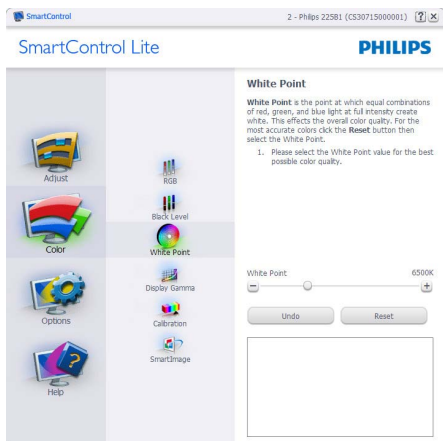 SmartControl
2 - Philips 225B1 (CS30715000001)
SmartControl Lite
PHILIPS
Adjust
Color
Options
Help
RGB
Black Level
White Point
Display Gamma
Calibration
SmartImage
White Point
White Point is the point at which equal combinations
of red, green, and blue light at full intensity create
white. This effects the overall color quality. For the
most accurate colors click the Reset button then
select the White Point.
1. Please select the White Point value for the best
possible color quality.
White Point 6500K
Undo Reset